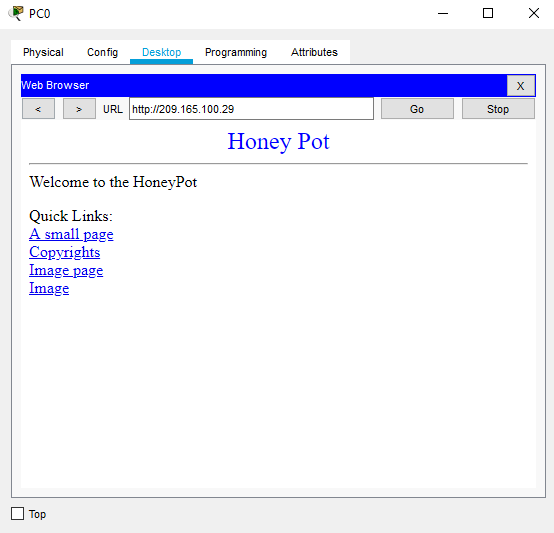 PC0
Physical Config Desktop Programming Attributes
Web Browser X
< > URL http://209.165.100.29 Go Stop
Honey Pot
Welcome to the HoneyPot
Quick Links:
A small page
Copyrights
Image page
Image
Top